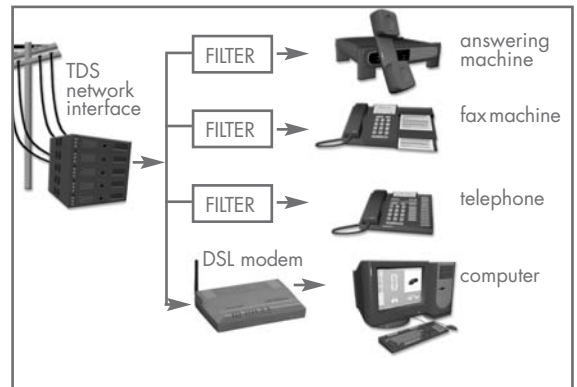 TDS
network
interface
FILTER
answering
machine
FILTER
fax machine
FILTER
telephone
DSL modem
computer